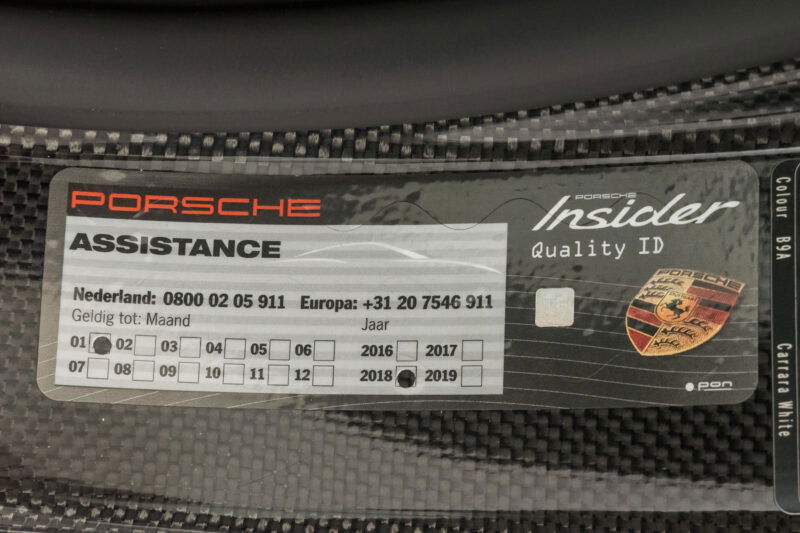 PORSCHE
ASSISTANCE
Nederland: 0800 02 05 911 Europa: +31 20 7546 911
Geldig tot: Maand Jaar
01 02 03 04 05 06 2016 2017
07 08 09 10 11 12 2018 2019
PORSCHE
Insider
Quality ID
PORSCHE
pon
Colour B9A
Carrara White